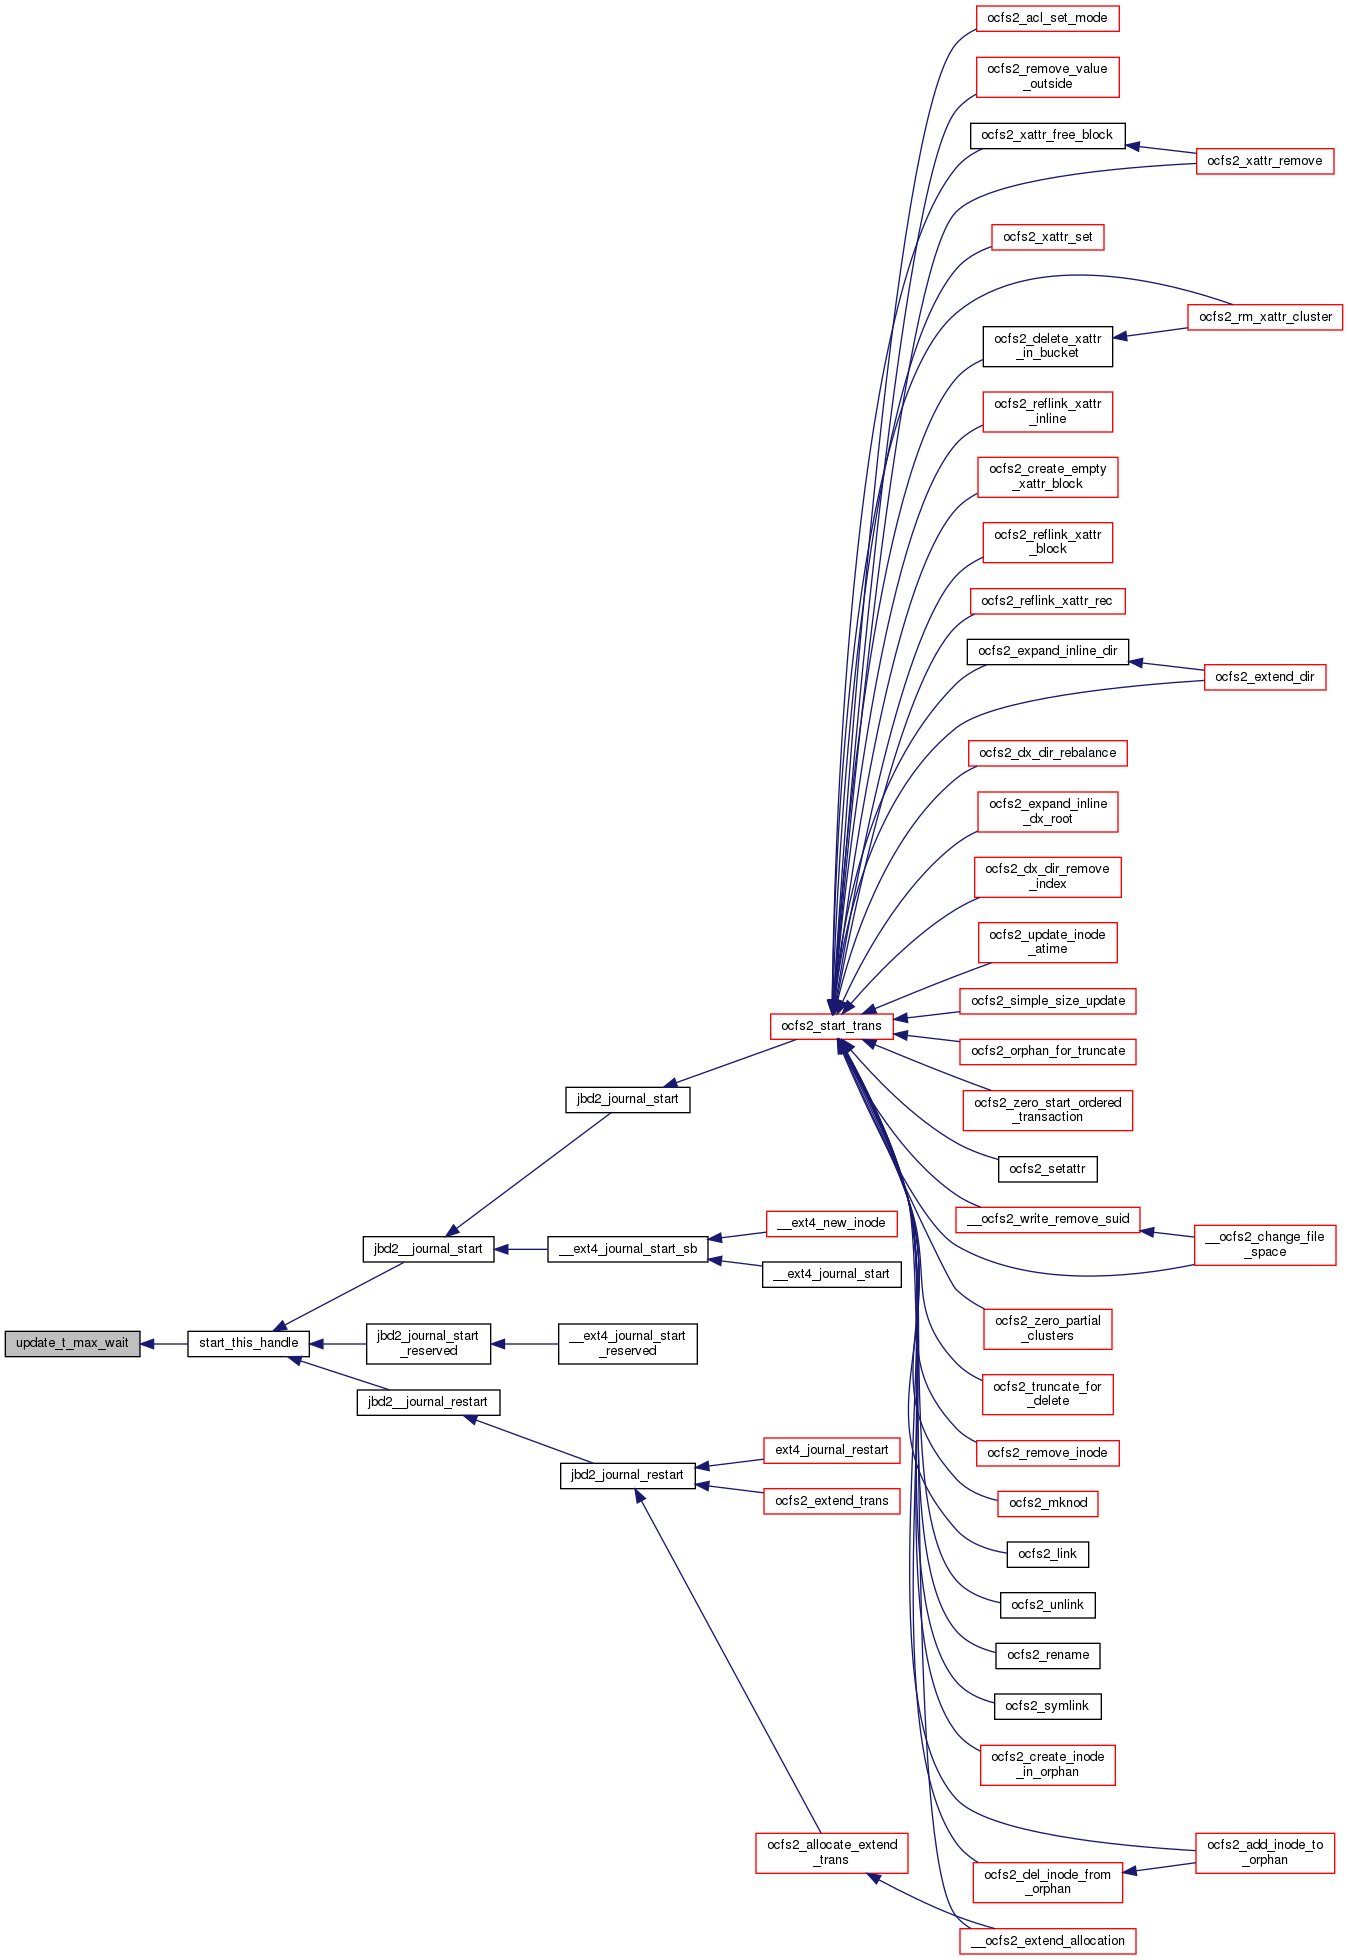 ocfs2_acl_set_mode
ocfs2_remove_value
_outside
ocfs2_xattr_free_block
ocfs2_xattr_remove
ocfs2_xattr_set
ocfs2_rm_xattr_cluster
ocfs2_delete_xattr
_in_bucket
ocfs2_reflink_xattr
_inline
ocfs2_create_empty
_xattr_block
ocfs2_reflink_xattr
_block
ocfs2_reflink_xattr_rec
ocfs2_expand_inline_dir
ocfs2_extend_dir
ocfs2_dx_dir_rebalance
ocfs2_expand_inline
_dx_root
ocfs2_dx_dir_remove
_index
ocfs2_update_inode
_atime
ocfs2_simple_size_update
ocfs2_start_trans
ocfs2_orphan_for_truncate
jbd2_journal_start
ocfs2_zero_start_ordered
_transaction
ocfs2_setattr
__ocfs2_write_remove_suid
__ocfs2_change_file
_space
__ext4_new_inode
jbd2__journal_start
__ext4_journal_start_sb
__ext4_journal_start
ocfs2_zero_partial
_clusters
update_t_max_wait
start_this_handle
jbd2_journal_start
_reserved
__ext4_journal_start
_reserved
ocfs2_truncate_for
_delete
jbd2__journal_restart
ocfs2_remove_inode
ext4_journal_restart
jbd2_journal_restart
ocfs2_extend_trans
ocfs2_mknod
ocfs2_link
ocfs2_unlink
ocfs2_rename
ocfs2_symlink
ocfs2_create_inode
_in_orphan
ocfs2_allocate_extend
_trans
ocfs2_add_inode_to
_orphan
ocfs2_del_inode_from
_orphan
__ocfs2_extend_allocation